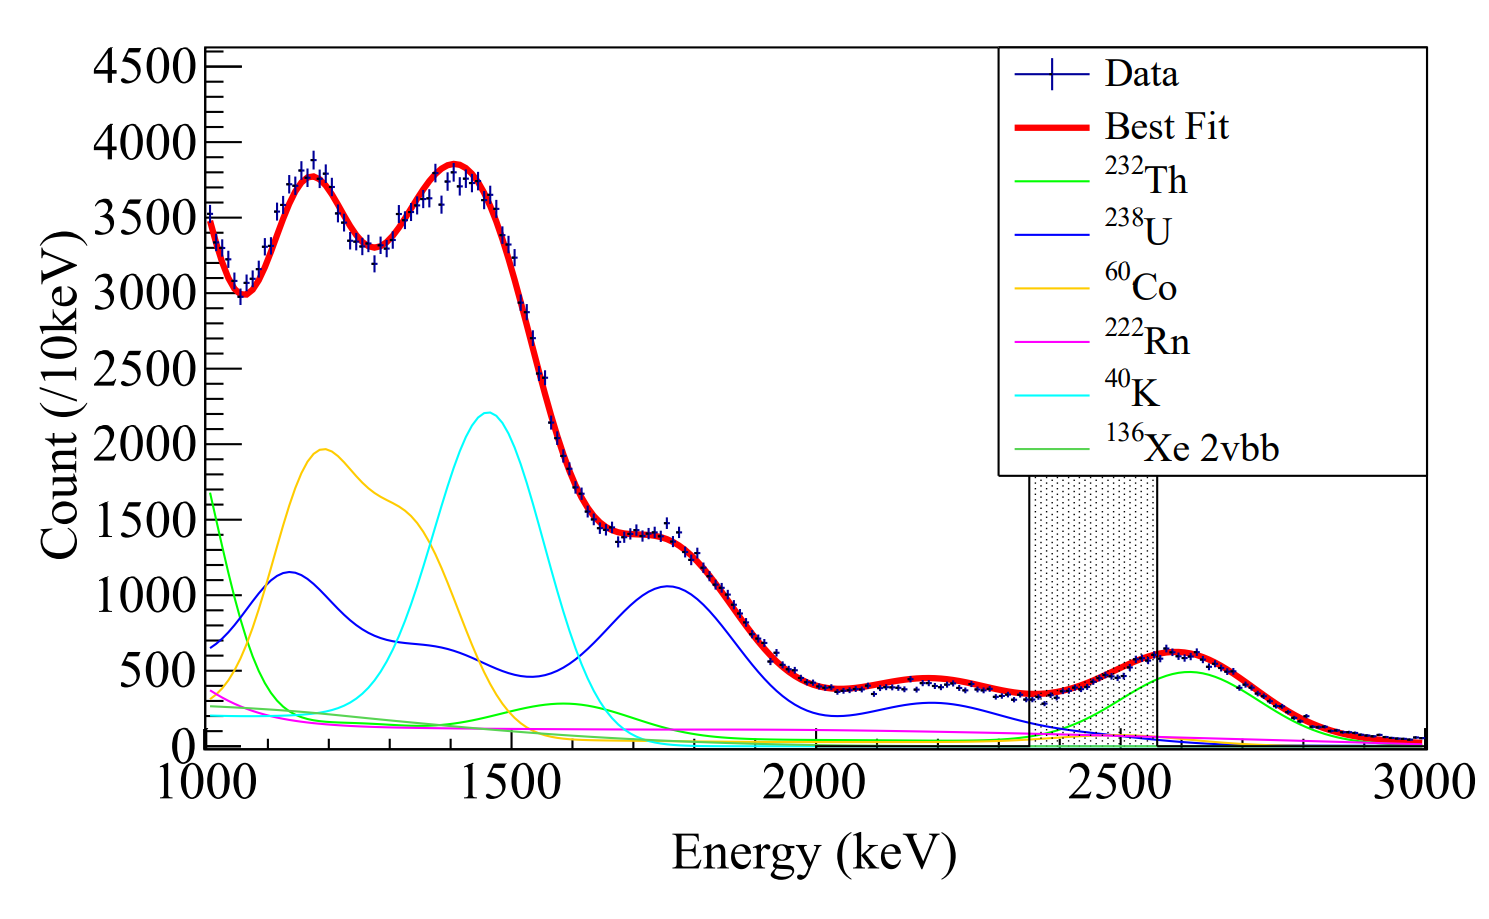 4500
4000
3500
3000
2500
2000
1500
1000
500
0
Count (/10keV)
1000 1500 2000 2500 3000
Energy (keV)
Data
Best Fit
²³²Th
²³⁸U
⁶⁰Co
²²²Rn
⁴⁰K
¹³⁶Xe 2vbb